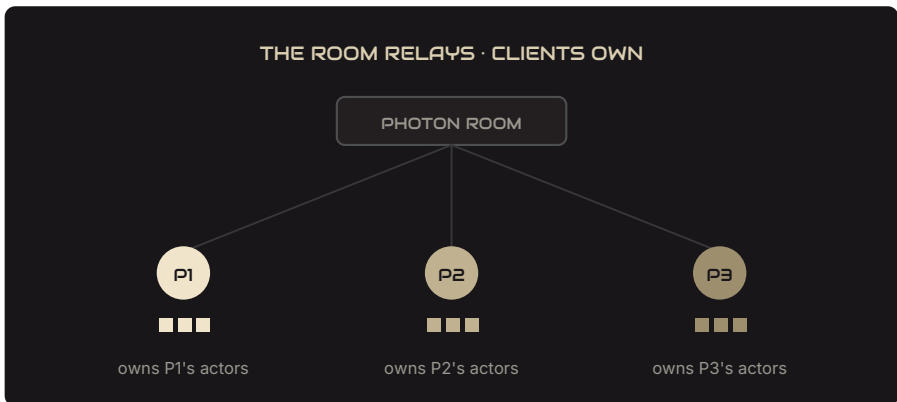 THE ROOM RELAYS · CLIENTS OWN
PHOTON ROOM
P1 P2 P3
owns P1's actors owns P2's actors owns P3's actors